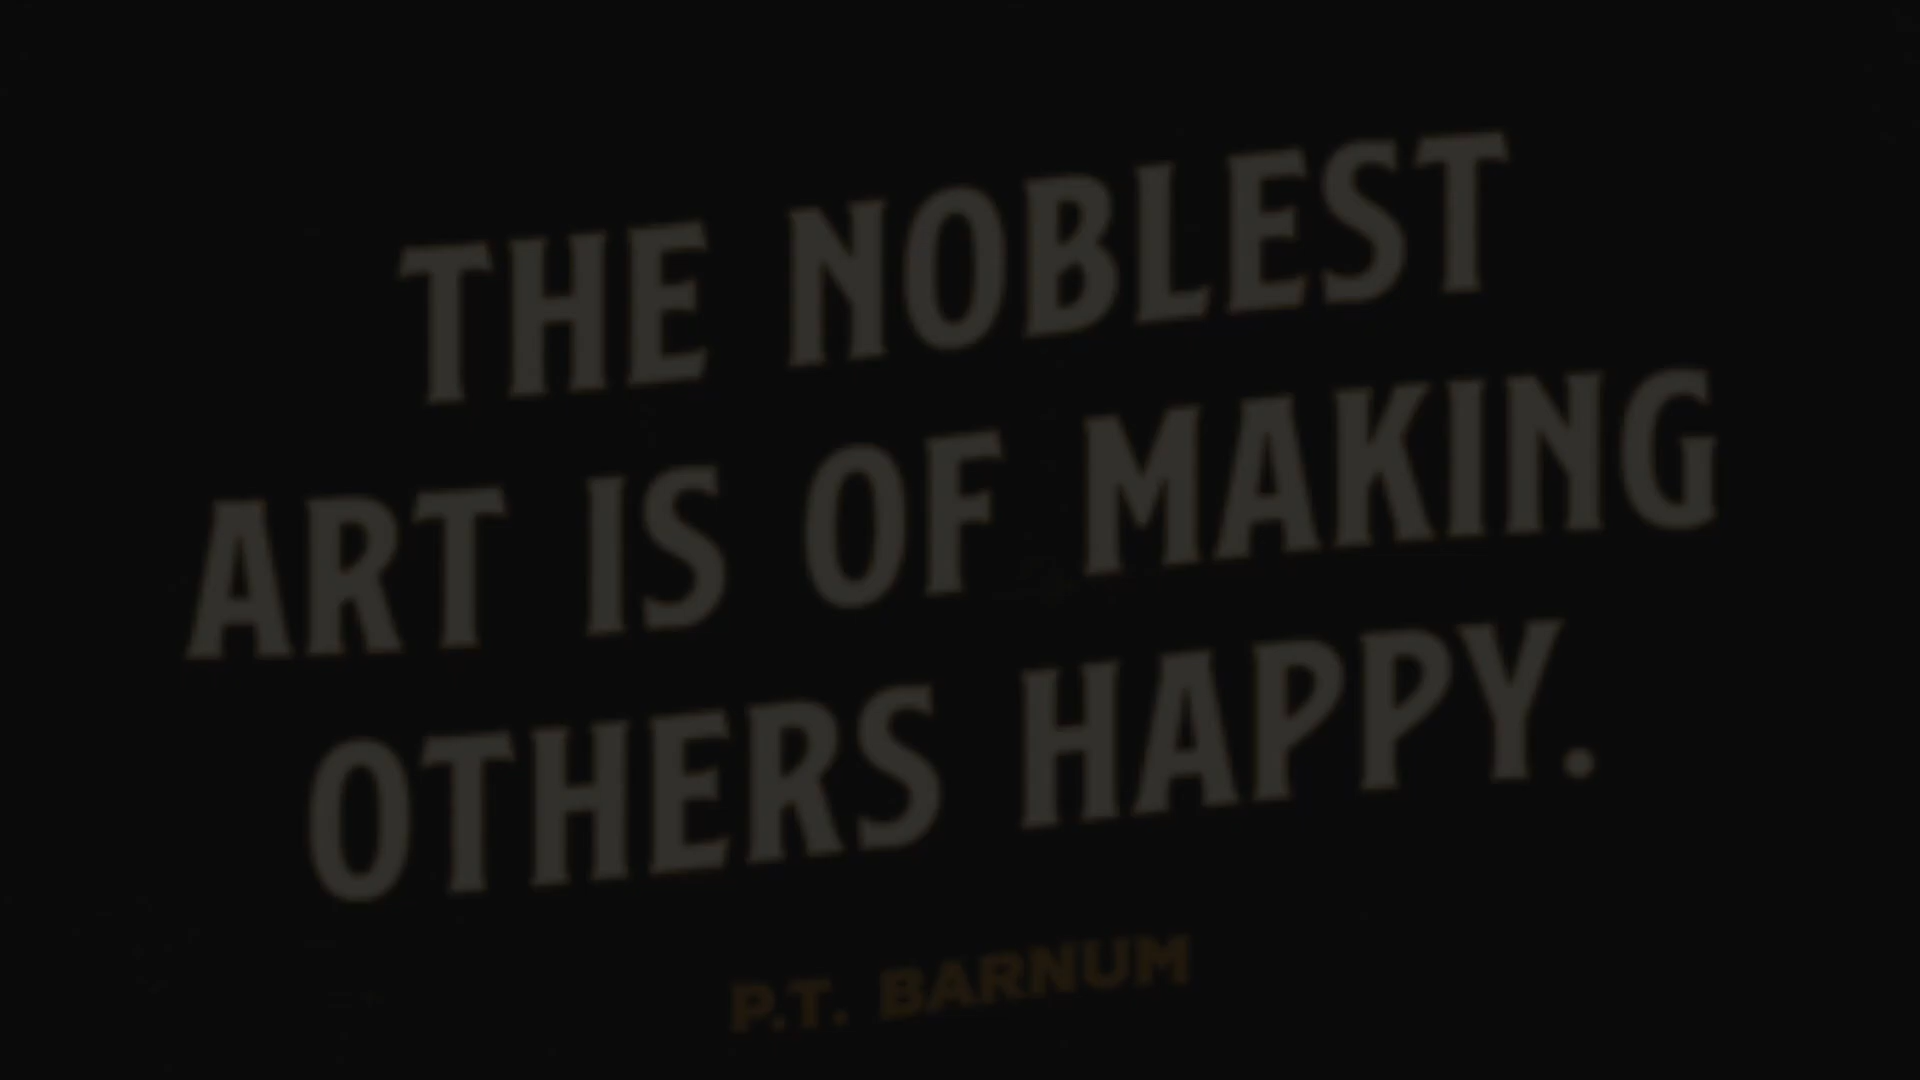 THE NOBLEST
ART IS OF MAKING
OTHERS HAPPY.
P.T. BARNUM